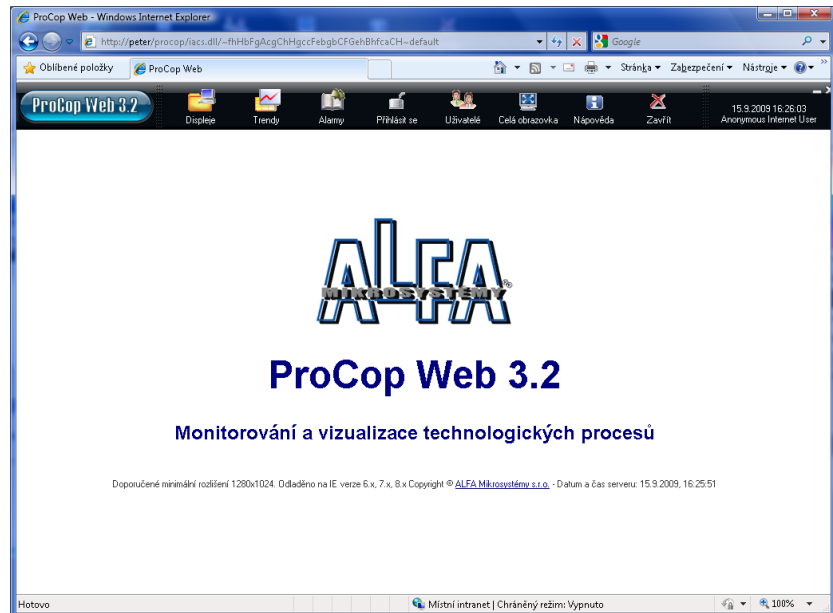 ProCop Web - Windows Internet Explorer
http://peter/procop/iacs.dll/~fhHbFgAcgChHgccFebgbCFGehBhfcaCH~default
Google
Oblíbené položky
ProCop Web
Stránka
Zabezpečení
Nástroje
ProCop Web 3.2
Displeje
Trendy
Alarmy
Přihlásit se
Uživatelé
Celá obrazovka
Nápověda
Zavřít
15.9.2009 16:26:03
Anonymous Internet User
ALFA
MIKROSYSTÉMY
ProCop Web 3.2
Monitorování a vizualizace technologických procesů
Doporučené minimální rozlišení 1280x1024. Odladěno na IE verze 6.x, 7.x, 8.x Copyright © ALFA Mikrosystémy s.r.o. - Datum a čas serveru: 15.9.2009, 16:25:51
Hotovo
Místní intranet | Chráněný režim: Vypnuto
100%